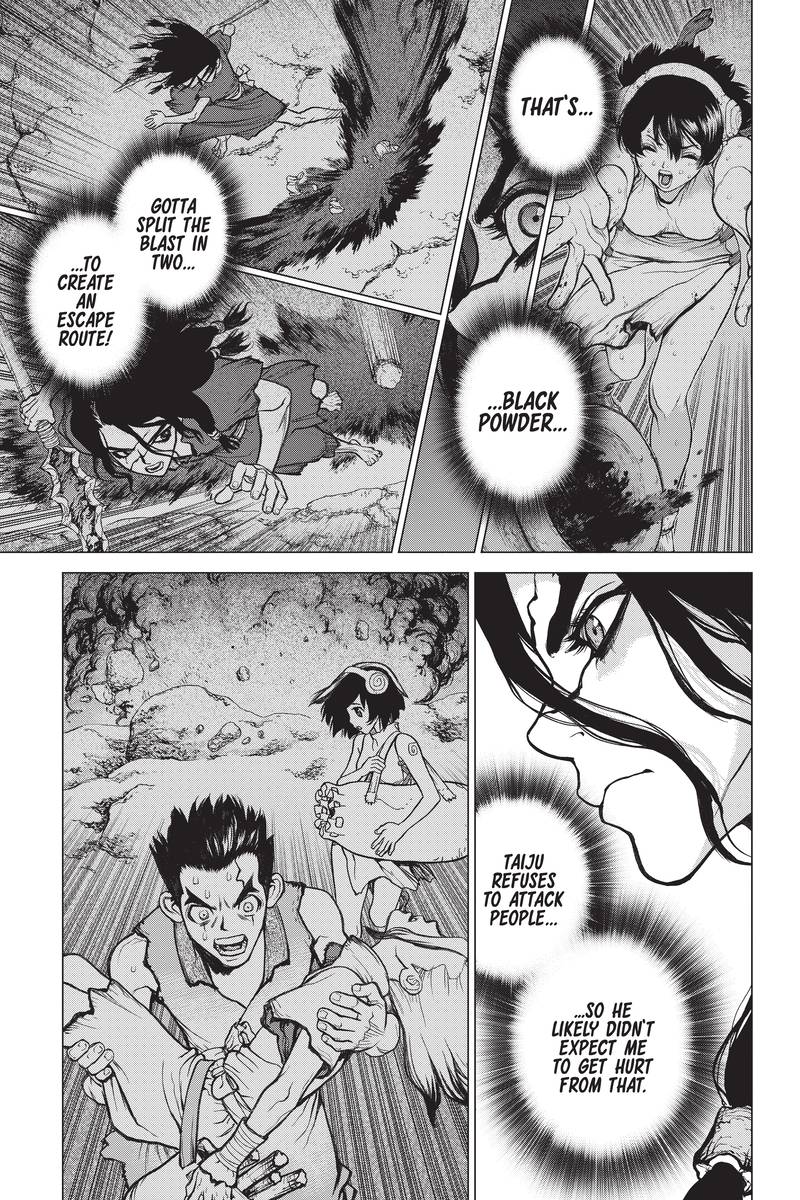 THAT'S...
...BLACK
POWDER...
GOTTA
SPLIT THE
BLAST IN
TWO...
...TO
CREATE
AN
ESCAPE
ROUTE!
TAIJU
REFUSES
TO ATTACK
PEOPLE...
...SO HE
LIKELY DIDN'T
EXPECT ME
TO GET HURT
FROM THAT.